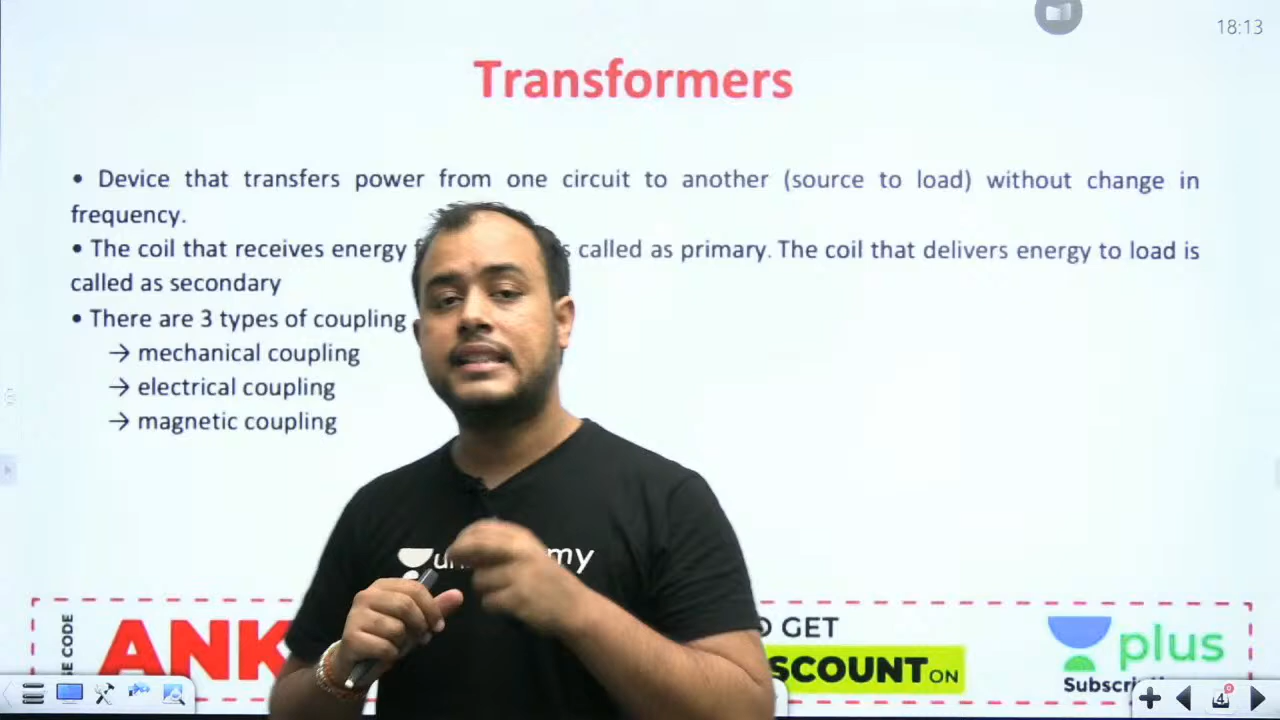 18:13
Transformers
• Device that transfers power from one circuit to another (source to load) without change in
frequency.
• The coil that receives energy called as primary. The coil that delivers energy to load is
called as secondary
• There are 3 types of coupling
→ mechanical coupling
→ electrical coupling
→ magnetic coupling
GET
ON
plus
4